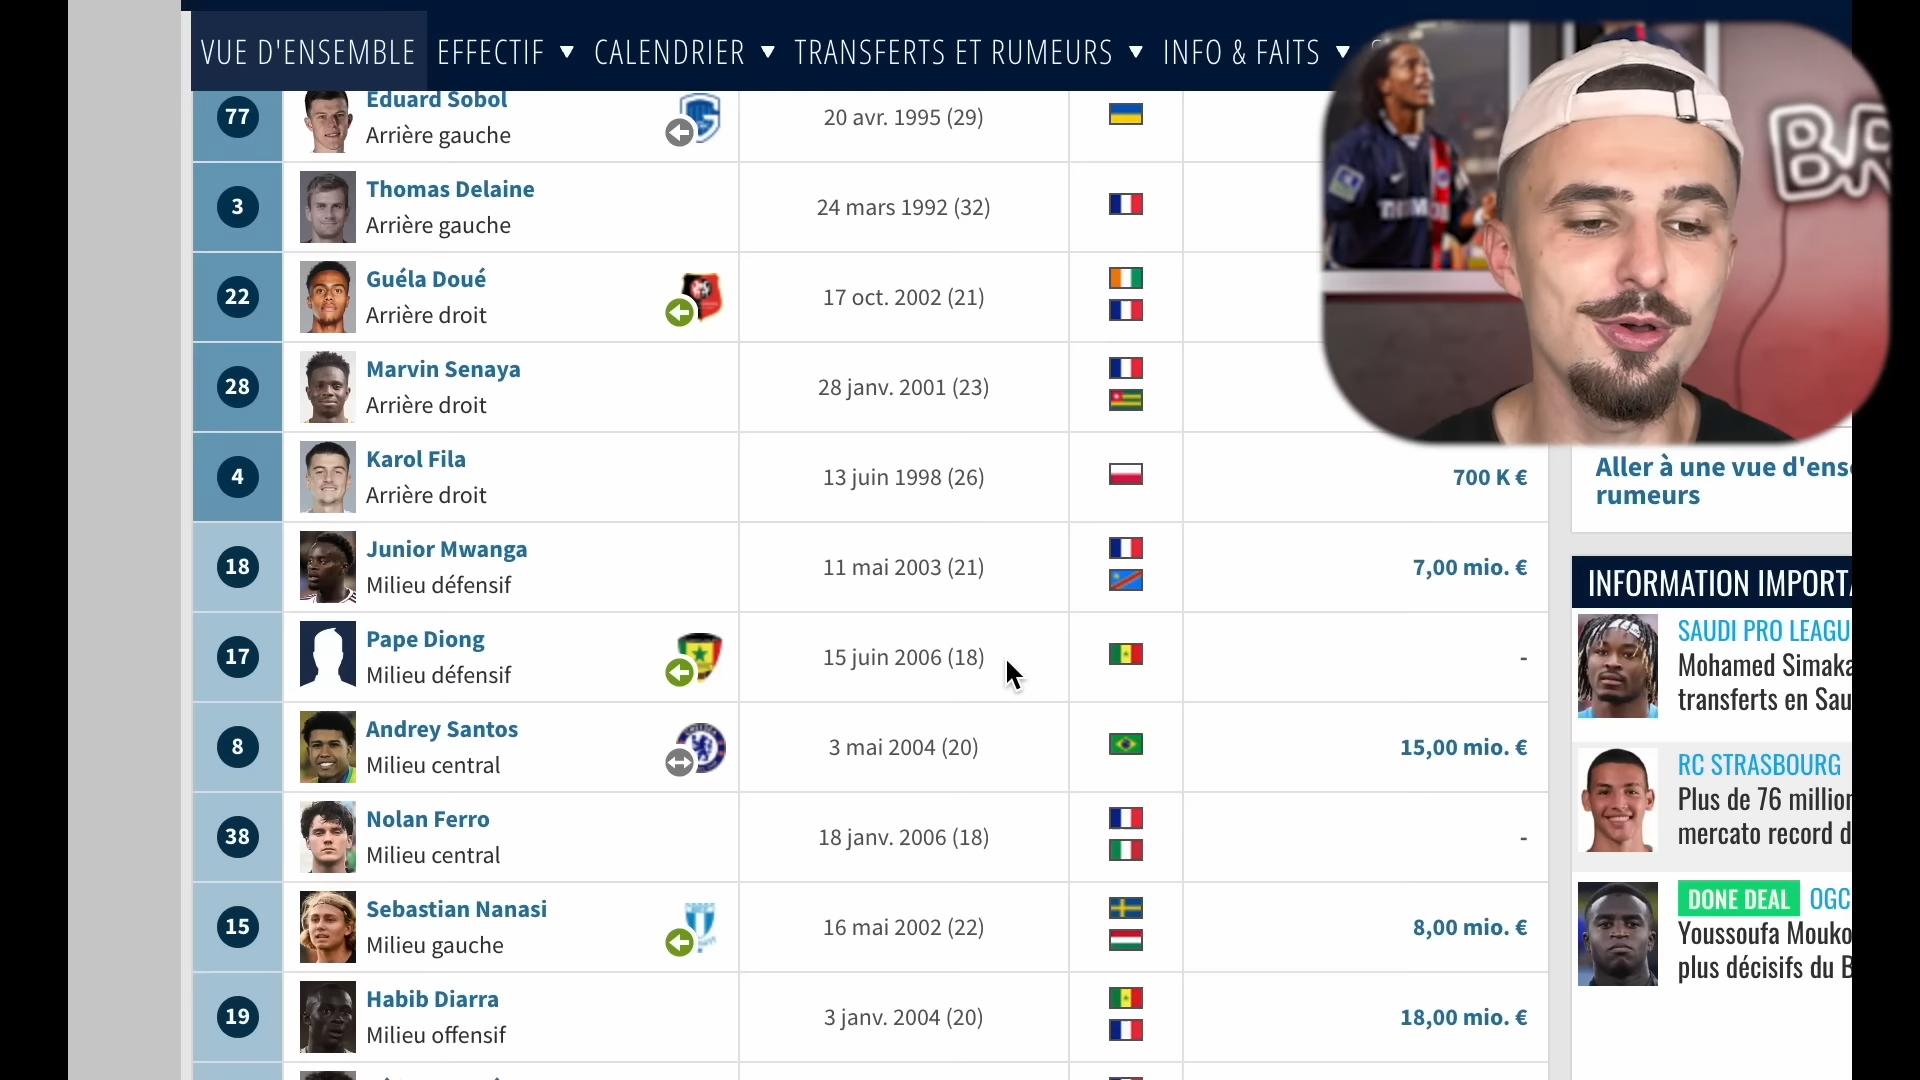 VUE D'ENSEMBLE EFFECTIF CALENDRIER TRANSFERTS ET RUMEURS INFO & FAITS
77 Eduard Sobol 20 avr. 1995 (29)
Arrière gauche
3 Thomas Delaine 24 mars 1992 (32)
Arrière gauche
22 Guéla Doué 17 oct. 2002 (21)
Arrière droit
28 Marvin Senaya 28 janv. 2001 (23)
Arrière droit
4 Karol Fila 13 juin 1998 (26) 700 K €
Arrière droit
18 Junior Mwanga 11 mai 2003 (21) 7,00 mio. €
Milieu défensif
17 Pape Diong 15 juin 2006 (18) -
Milieu défensif
8 Andrey Santos 3 mai 2004 (20) 15,00 mio. €
Milieu central
38 Nolan Ferro 18 janv. 2006 (18) -
Milieu central
15 Sebastian Nanasi 16 mai 2002 (22) 8,00 mio. €
Milieu gauche
19 Habib Diarra 3 janv. 2004 (20) 18,00 mio. €
Milieu offensif
Aller à une vue d'ens
rumeurs
INFORMATION IMPORTA
SAUDI PRO LEAGU
Mohamed Simaka
transferts en Sau
RC STRASBOURG
Plus de 76 million
mercato record d
DONE DEAL OGC
Youssoufa Mouko
plus décisifs du B